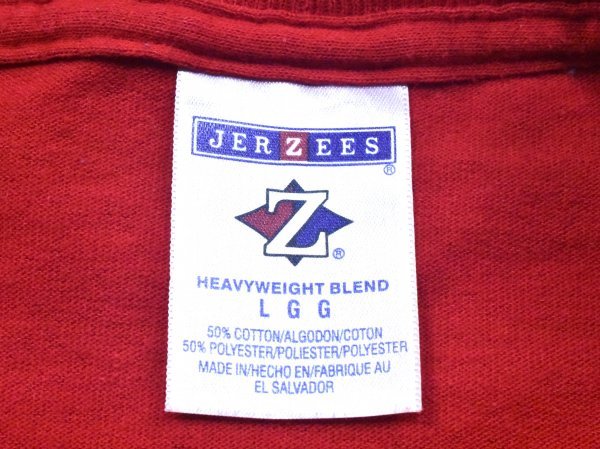 JERZEES
®
Z ®
HEAVYWEIGHT BLEND
L G G
50% COTTON/ALGODON/COTON
50% POLYESTER/POLIESTER/POLYESTER
MADE IN/HECHO EN/FABRIQUE AU
EL SALVADOR